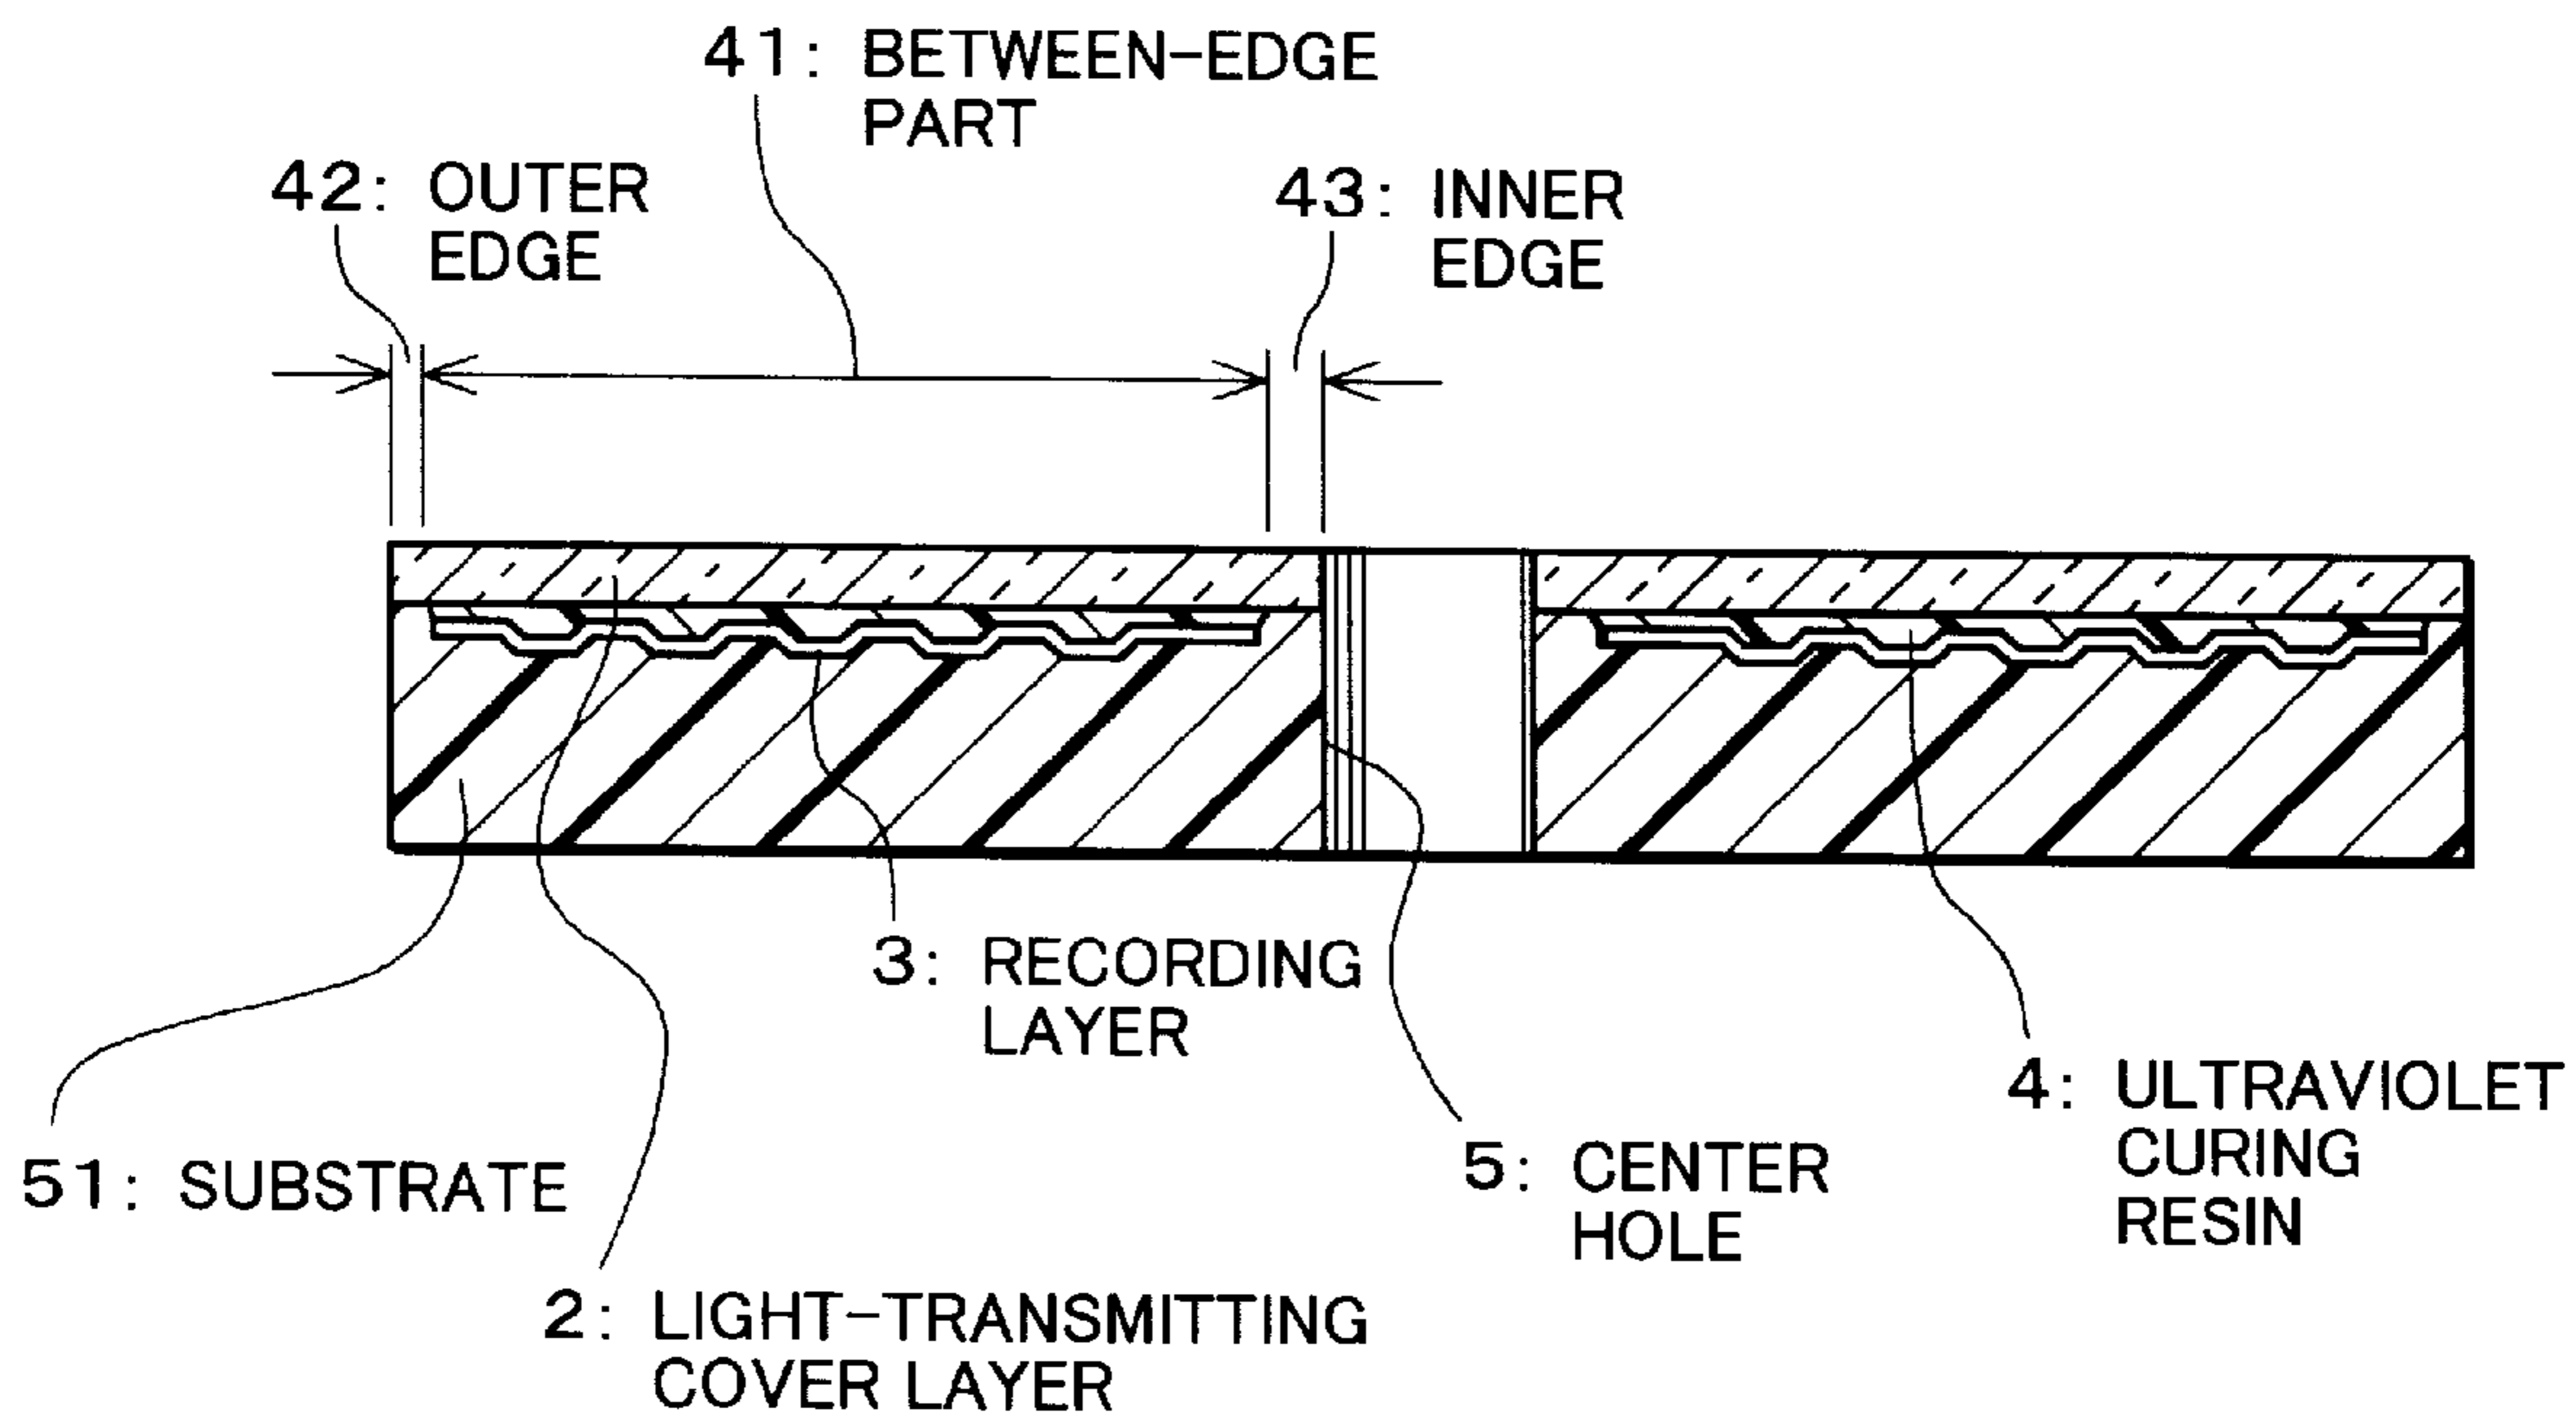 41: BETWEEN-EDGE
PART
42: OUTER
EDGE
43: INNER
EDGE
3: RECORDING
LAYER
4: ULTRAVIOLET
CURING
RESIN
5: CENTER
HOLE
51: SUBSTRATE
2: LIGHT-TRANSMITTING
COVER LAYER